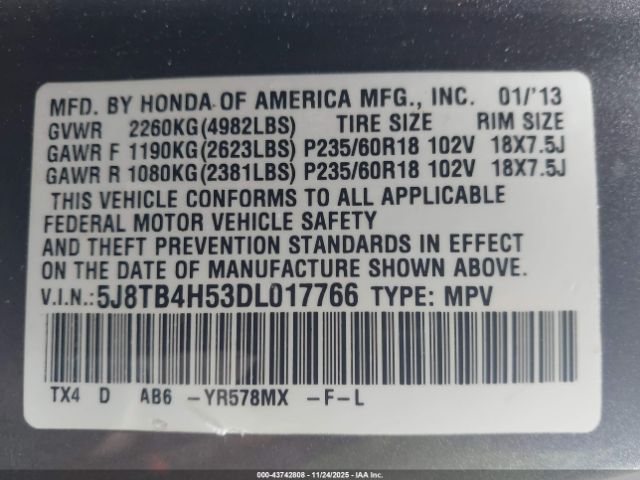 MFD. BY HONDA OF AMERICA MFG., INC. 01/'13
GVWR 2260KG(4982LBS) TIRE SIZE RIM SIZE
GAWR F 1190KG(2623LBS) P235/60R18 102V 18X7.5J
GAWR R 1080KG(2381LBS) P235/60R18 102V 18X7.5J
THIS VEHICLE CONFORMS TO ALL APPLICABLE
FEDERAL MOTOR VEHICLE SAFETY
AND THEFT PREVENTION STANDARDS IN EFFECT
ON THE DATE OF MANUFACTURE SHOWN ABOVE.
V.I.N.:5J8TB4H53DL017766 TYPE: MPV
TX4 D AB6 -YR578MX -F-L
000-43742808 - 11/24/2025 - IAA Inc.